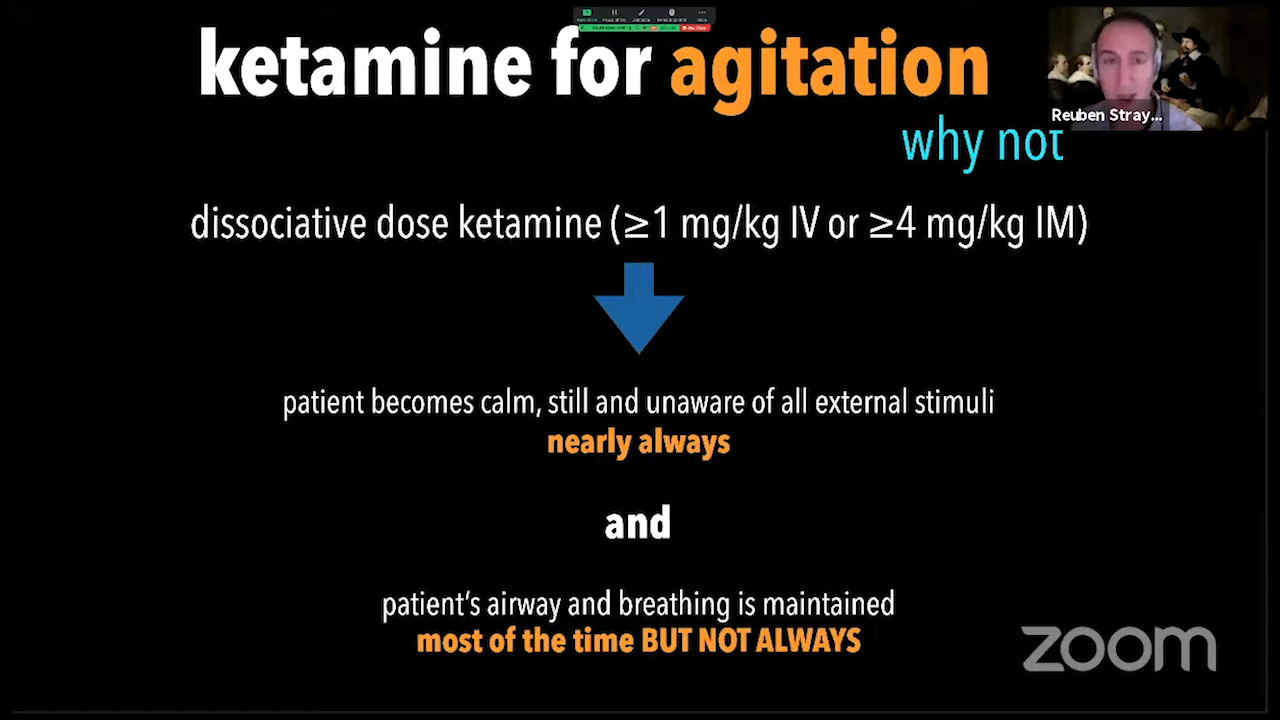 ketamine for agitation
Reuben Stray...
why not
dissociative dose ketamine (≥1 mg/kg IV or ≥4 mg/kg IM)
patient becomes calm, still and unaware of all external stimuli
nearly always
and
patient's airway and breathing is maintained
most of the time BUT NOT ALWAYS
zoom